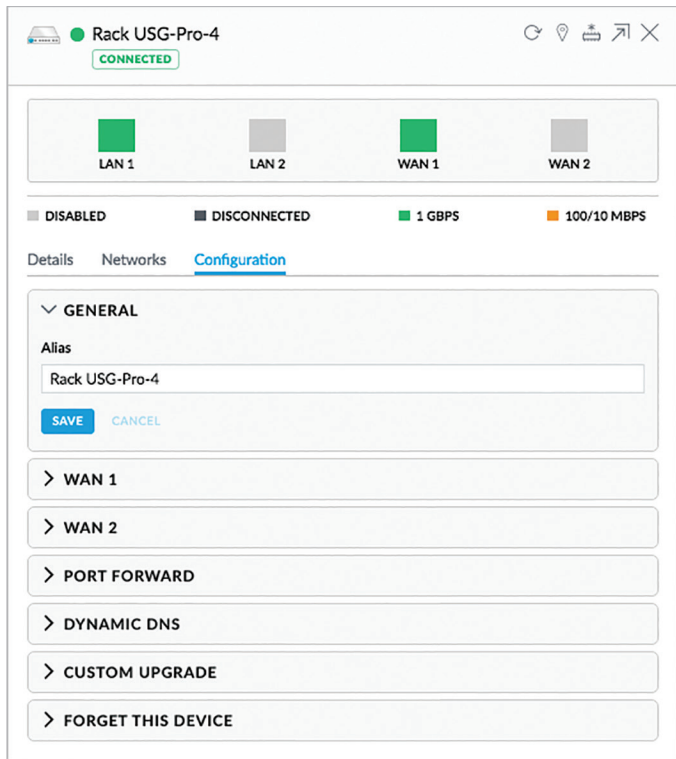 Rack USG-Pro-4
CONNECTED
LAN 1 LAN 2 WAN 1 WAN 2
DISABLED DISCONNECTED 1 GBPS 100/10 MBPS
Details Networks Configuration
GENERAL
Alias
Rack USG-Pro-4
SAVE CANCEL
WAN 1
WAN 2
PORT FORWARD
DYNAMIC DNS
CUSTOM UPGRADE
FORGET THIS DEVICE